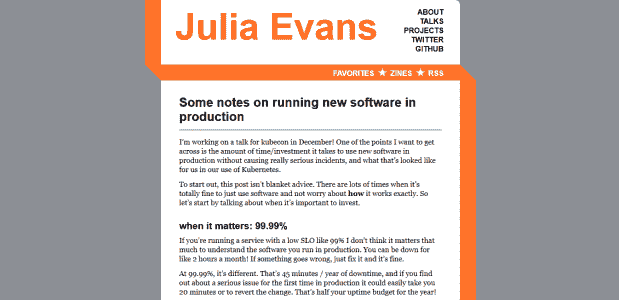 Julia Evans
ABOUT
TALKS
PROJECTS
TWITTER
GITHUB
FAVORITES ★ ZINES ★ RSS
Some notes on running new software in
production
I'm working on a talk for kubecon in December! One of the points I want to get
across is the amount of time/investment it takes to use new software in
production without causing really serious incidents, and what that's looked like
for us in our use of Kubernetes.
To start out, this post isn't blanket advice. There are lots of times when it's
totally fine to just use software and not worry about how it works exactly. So
let's start by talking about when it's important to invest.
when it matters: 99.99%
If you're running a service with a low SLO like 99% I don't think it matters that
much to understand the software you run in production. You can be down for
like 2 hours a month! If something goes wrong, just fix it and it's fine.
At 99.99%, it's different. That's 45 minutes / year of downtime, and if you find
out about a serious issue for the first time in production it could easily take you
20 minutes or to revert the change. That's half your uptime budget for the year!